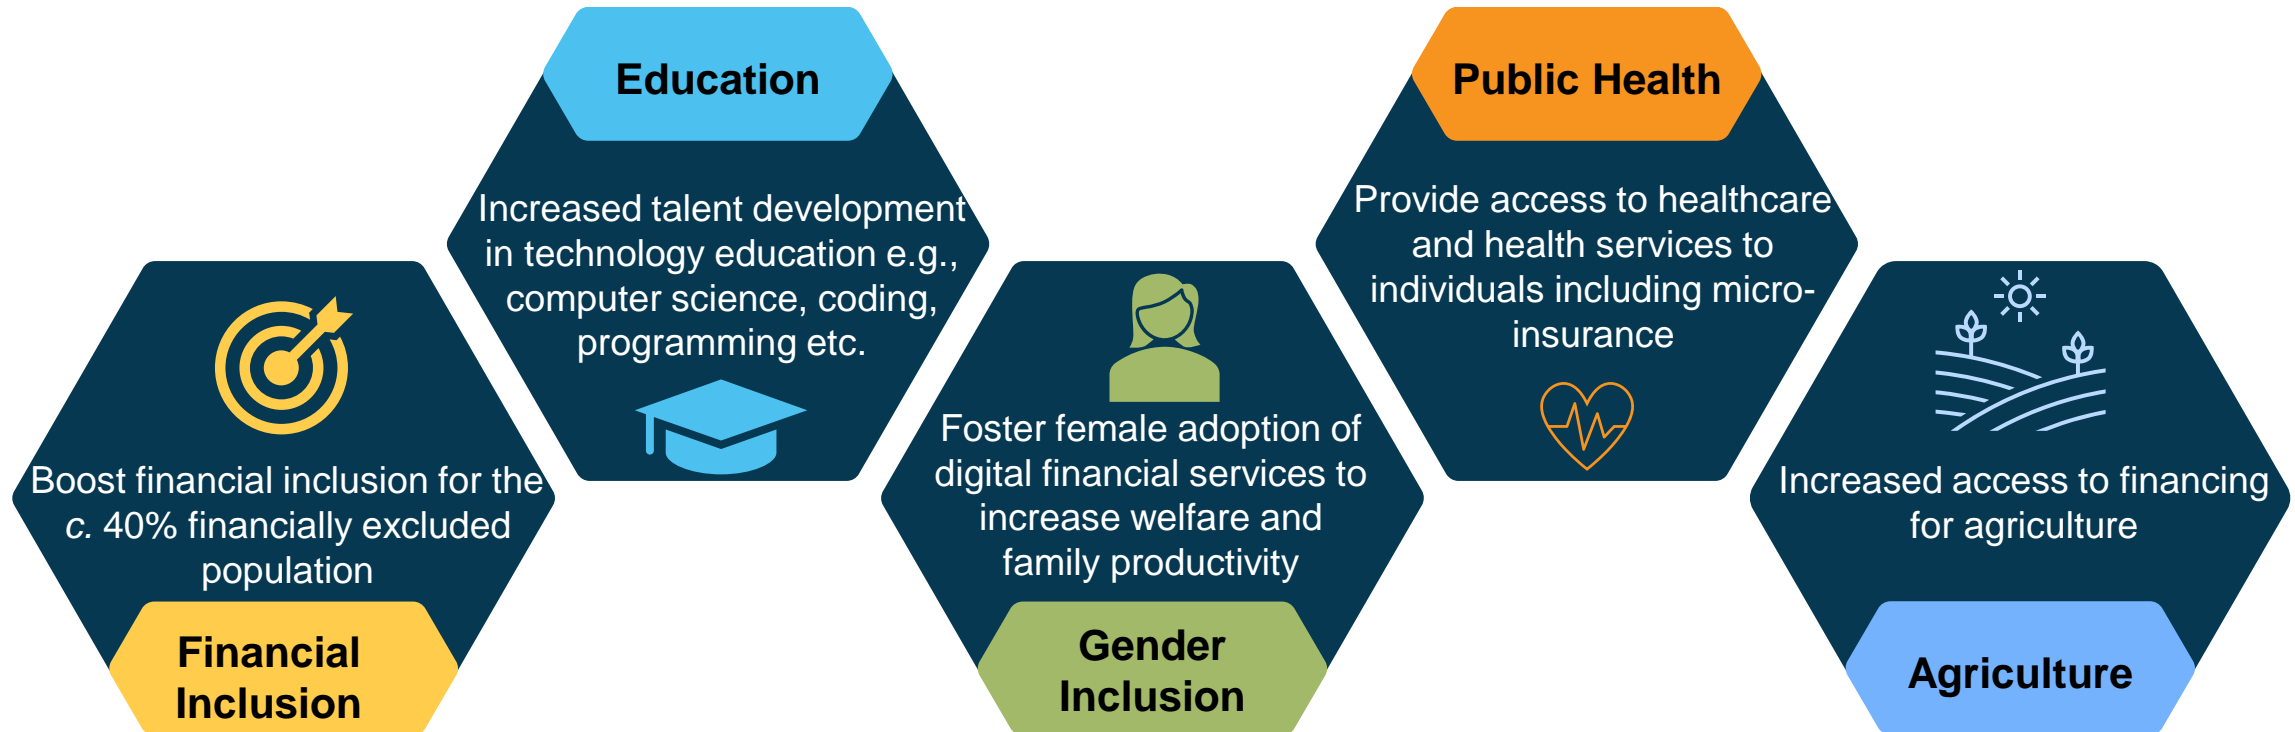 Boost financial inclusion for the
c. 40% financially excluded
population
Financial
Inclusion
Education
Increased talent development
in technology education e.g.,
computer science, coding,
programming etc.
Foster female adoption of
digital financial services to
increase welfare and
family productivity
Gender
Inclusion
Public Health
Provide access to healthcare
and health services to
individuals including micro-
insurance
Increased access to financing
for agriculture
Agriculture